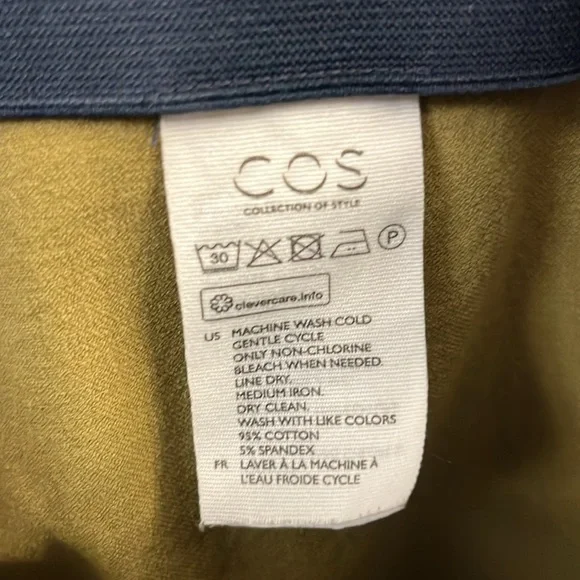 COS
COLLECTION OF STYLE
30 P
clevercare.info
US MACHINE WASH COLD
GENTLE CYCLE
ONLY NON-CHLORINE
BLEACH WHEN NEEDED.
LINE DRY.
MEDIUM IRON.
DRY CLEAN.
WASH WITH LIKE COLORS
95% COTTON
5% SPANDEX
FR LAVER À LA MACHINE À
L'EAU FROIDE CYCLE